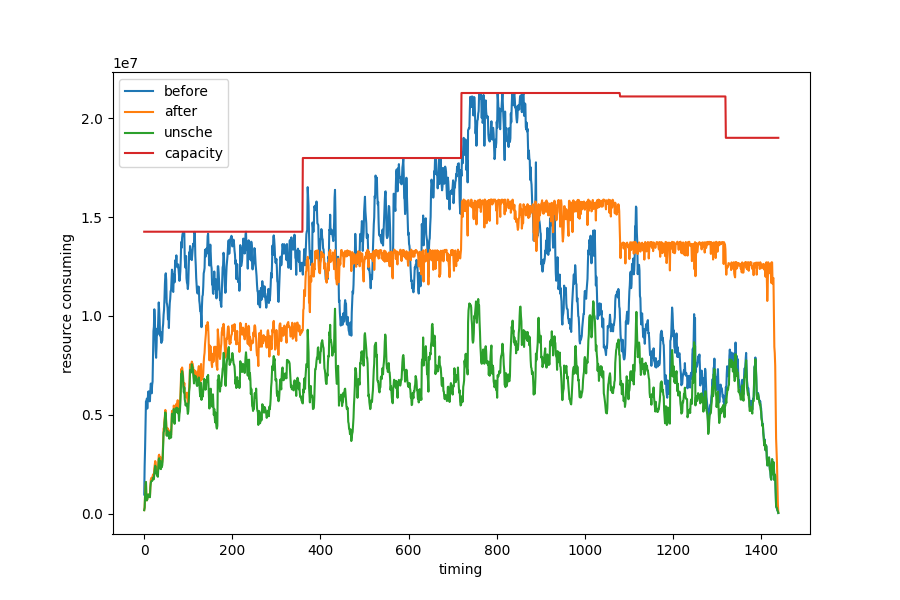 1e7
before
after
unsche
capacity
2.0
1.5
1.0
0.5
0.0
resource consuming
0 200 400 600 800 1000 1200 1400
timing